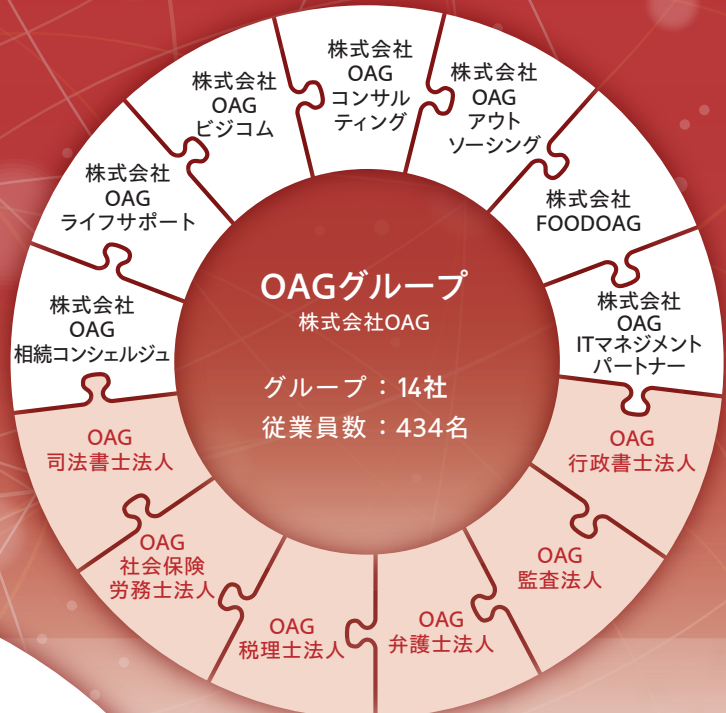 OAGグループ
株式会社OAG
グループ：14社
従業員数：434名
株式会社
OAG
コンサル
ティング
株式会社
OAG
アウト
ソーシング
株式会社
FOODOAG
株式会社
OAG
ITマネジメント
パートナー
OAG
行政書士法人
OAG
監査法人
OAG
弁護士法人
OAG
税理士法人
OAG
社会保険
労務士法人
OAG
司法書士法人
株式会社
OAG
相続コンシェルジュ
株式会社
OAG
ライフサポート
株式会社
OAG
ビジコム